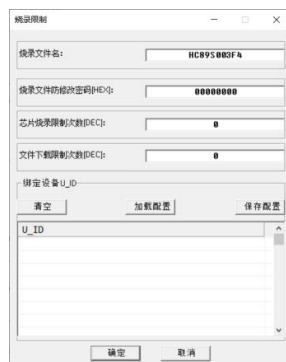 烧录限制
烧录文件名: HC89S003F4
烧录文件防修改密码(HEX): 00000000
芯片烧录限制次数(DEC): 0
文件下载限制次数(DEC): 0
绑定设备U_ID
清空 加载配置 保存配置
U_ID
确定 取消